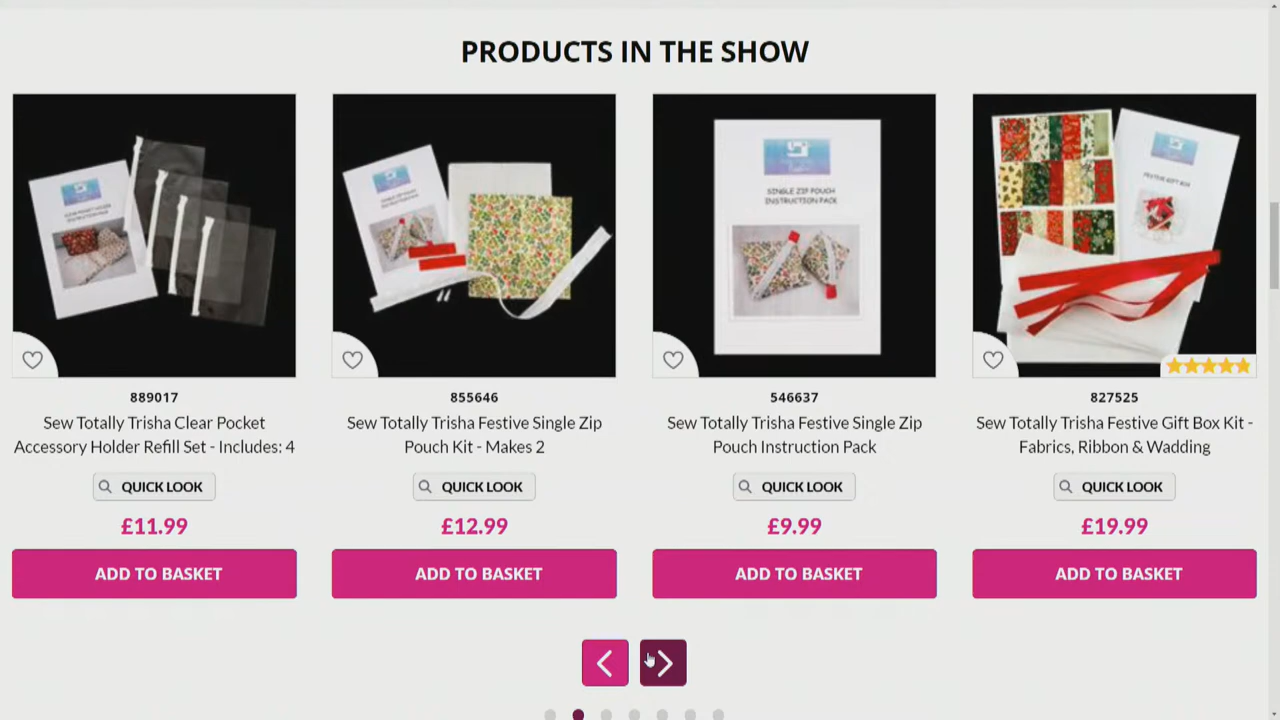 PRODUCTS IN THE SHOW
SINGLE ZIP POUCH
INSTRUCTION PACK
FESTIVE GIFT BOX
889017
Sew Totally Trisha Clear Pocket
Accessory Holder Refill Set - Includes: 4
QUICK LOOK
£11.99
ADD TO BASKET
855646
Sew Totally Trisha Festive Single Zip
Pouch Kit - Makes 2
QUICK LOOK
£12.99
ADD TO BASKET
546637
Sew Totally Trisha Festive Single Zip
Pouch Instruction Pack
QUICK LOOK
£9.99
ADD TO BASKET
827525
Sew Totally Trisha Festive Gift Box Kit -
Fabrics, Ribbon & Wadding
QUICK LOOK
£19.99
ADD TO BASKET